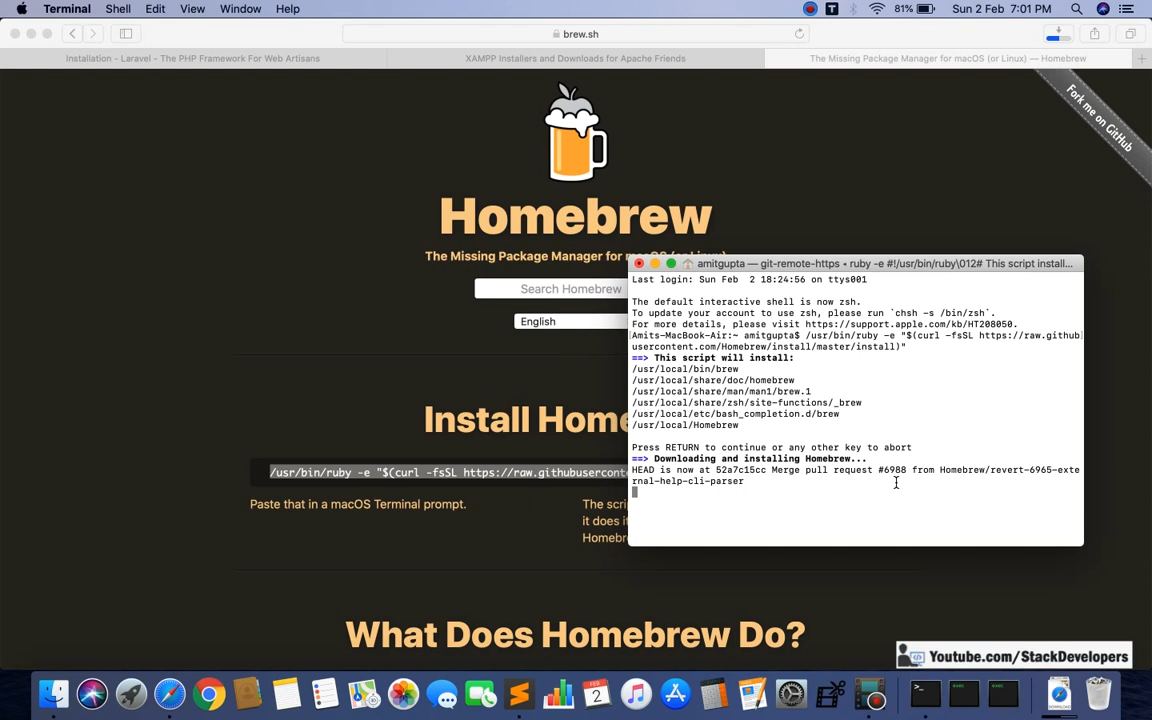 Terminal Shell Edit View Window Help 81% Sun 2 Feb 7:01 PM
brew.sh
Installation - Laravel - The PHP Framework For Web Artisans XAMPP Installers and Downloads for Apache Friends The Missing Package Manager for macOS (or Linux) — Homebrew
Fork me on GitHub
Homebrew
The Missing Package Manager for macOS (or Linux)
Search Homebrew
English
Install Hom
/usr/bin/ruby -e "$(curl -fsSL https://raw.githubuserconte
Paste that in a macOS Terminal prompt.
The scri
it does i
Homebr
What Does Homebrew Do?
amitgupta — git-remote-https • ruby -e #!/usr/bin/ruby\012# This script install...
Last login: Sun Feb  2 18:24:56 on ttys001
The default interactive shell is now zsh.
To update your account to use zsh, please run `chsh -s /bin/zsh`.
For more details, please visit https://support.apple.com/kb/HT208050.
Amits-MacBook-Air:~ amitgupta$ /usr/bin/ruby -e "$(curl -fsSL https://raw.github
usercontent.com/Homebrew/install/master/install)"
==> This script will install:
/usr/local/bin/brew
/usr/local/share/doc/homebrew
/usr/local/share/man/man1/brew.1
/usr/local/share/zsh/site-functions/_brew
/usr/local/etc/bash_completion.d/brew
/usr/local/Homebrew
Press RETURN to continue or any other key to abort
==> Downloading and installing Homebrew...
HEAD is now at 52a7c15cc Merge pull request #6988 from Homebrew/revert-6965-exte
rnal-help-cli-parser
Youtube.com/StackDevelopers
FEB
2